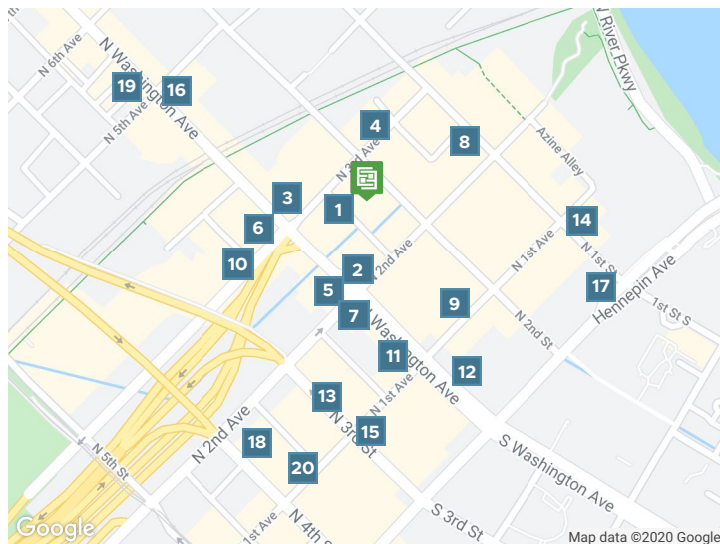 N 6th Ave
N Washington Ave
W River Pkwy
19
16
N 5th Ave
4
8
Azine Alley
N 3rd Ave
3
1
14
6
N 1st St
N 1st Ave
10
2
N 2nd Ave
17
Hennepin Ave
5
9
1st St S
7
N 2nd St
N Washington Ave
11
12
13
N 1st Ave
N 2nd Ave
N 3rd St
15
18
S Washington Ave
N 5th St
20
S 3rd St
N 4th S
1st Ave
Google
Map data ©2020 Google